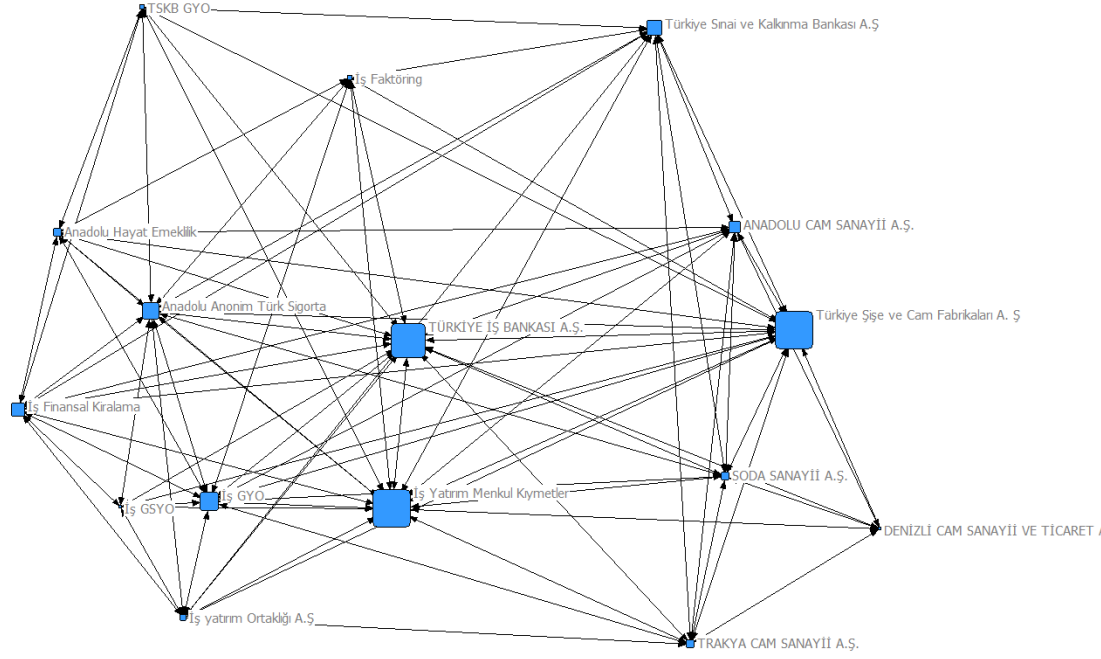 TSKB GYO
Türkiye Sınai ve Kalkınma Bankası A.Ş
İş Faktöring
Anadolu Hayat Emeklilik
ANADOLU CAM SANAYİİ A.Ş.
Anadolu Anonim Türk Sigorta
Türkiye Şişe ve Cam Fabrikaları A. Ş
TÜRKİYE İŞ BANKASI A.Ş.
İş Finansal Kiralama
SODA SANAYİİ A.Ş.
İş Yatırım Menkul Kıymetler
İş GYO
İş GSYO
DENİZLİ CAM SANAYİİ VE TİCARET A
İş yatırım Ortaklığı A.Ş
TRAKYA CAM SANAYİİ A.Ş.